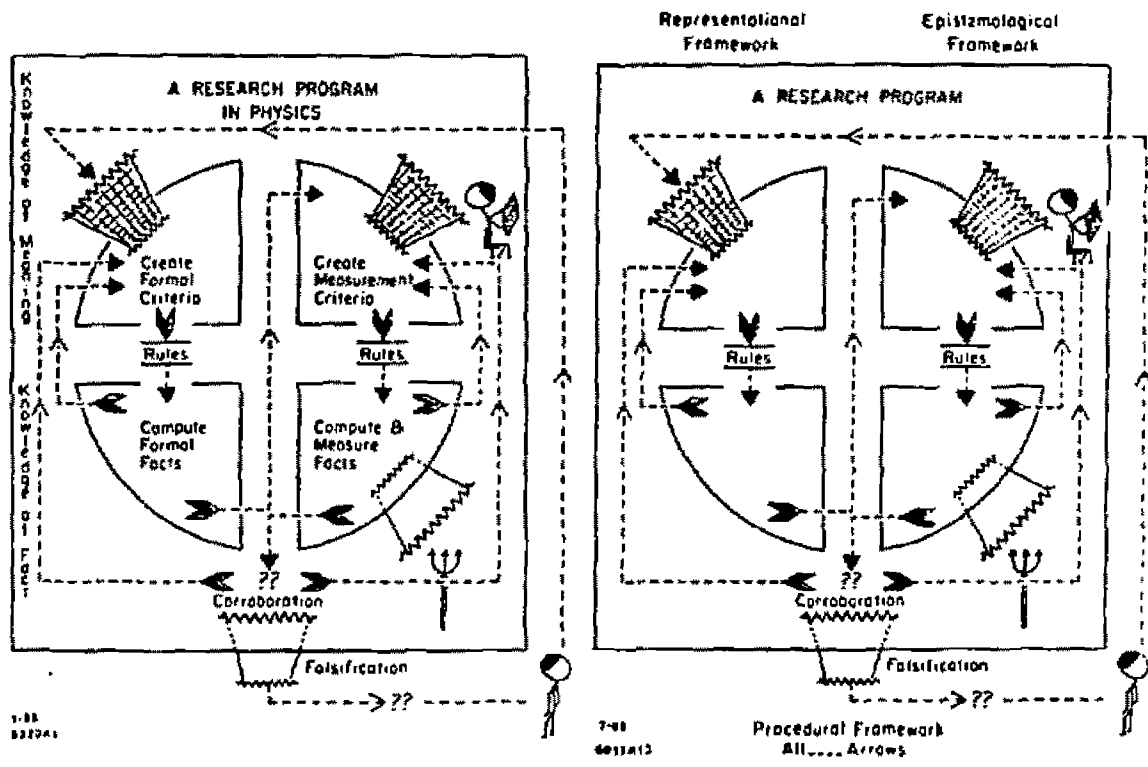 Representational
Framework
Epistemological
Framework
A RESEARCH PROGRAM
IN PHYSICS
Knowledge of Meaning
Knowledge of Fact
Create
Formal
Criteria
Create
Measurement
Criteria
Rules
Rules
Compute
Formal
Facts
Compute &
Measure
Facts
??
Corroboration
Falsification
??
A RESEARCH PROGRAM
Rules
Rules
??
Corroboration
Falsification
??
7-88
Procedural Framework
All ---- Arrows